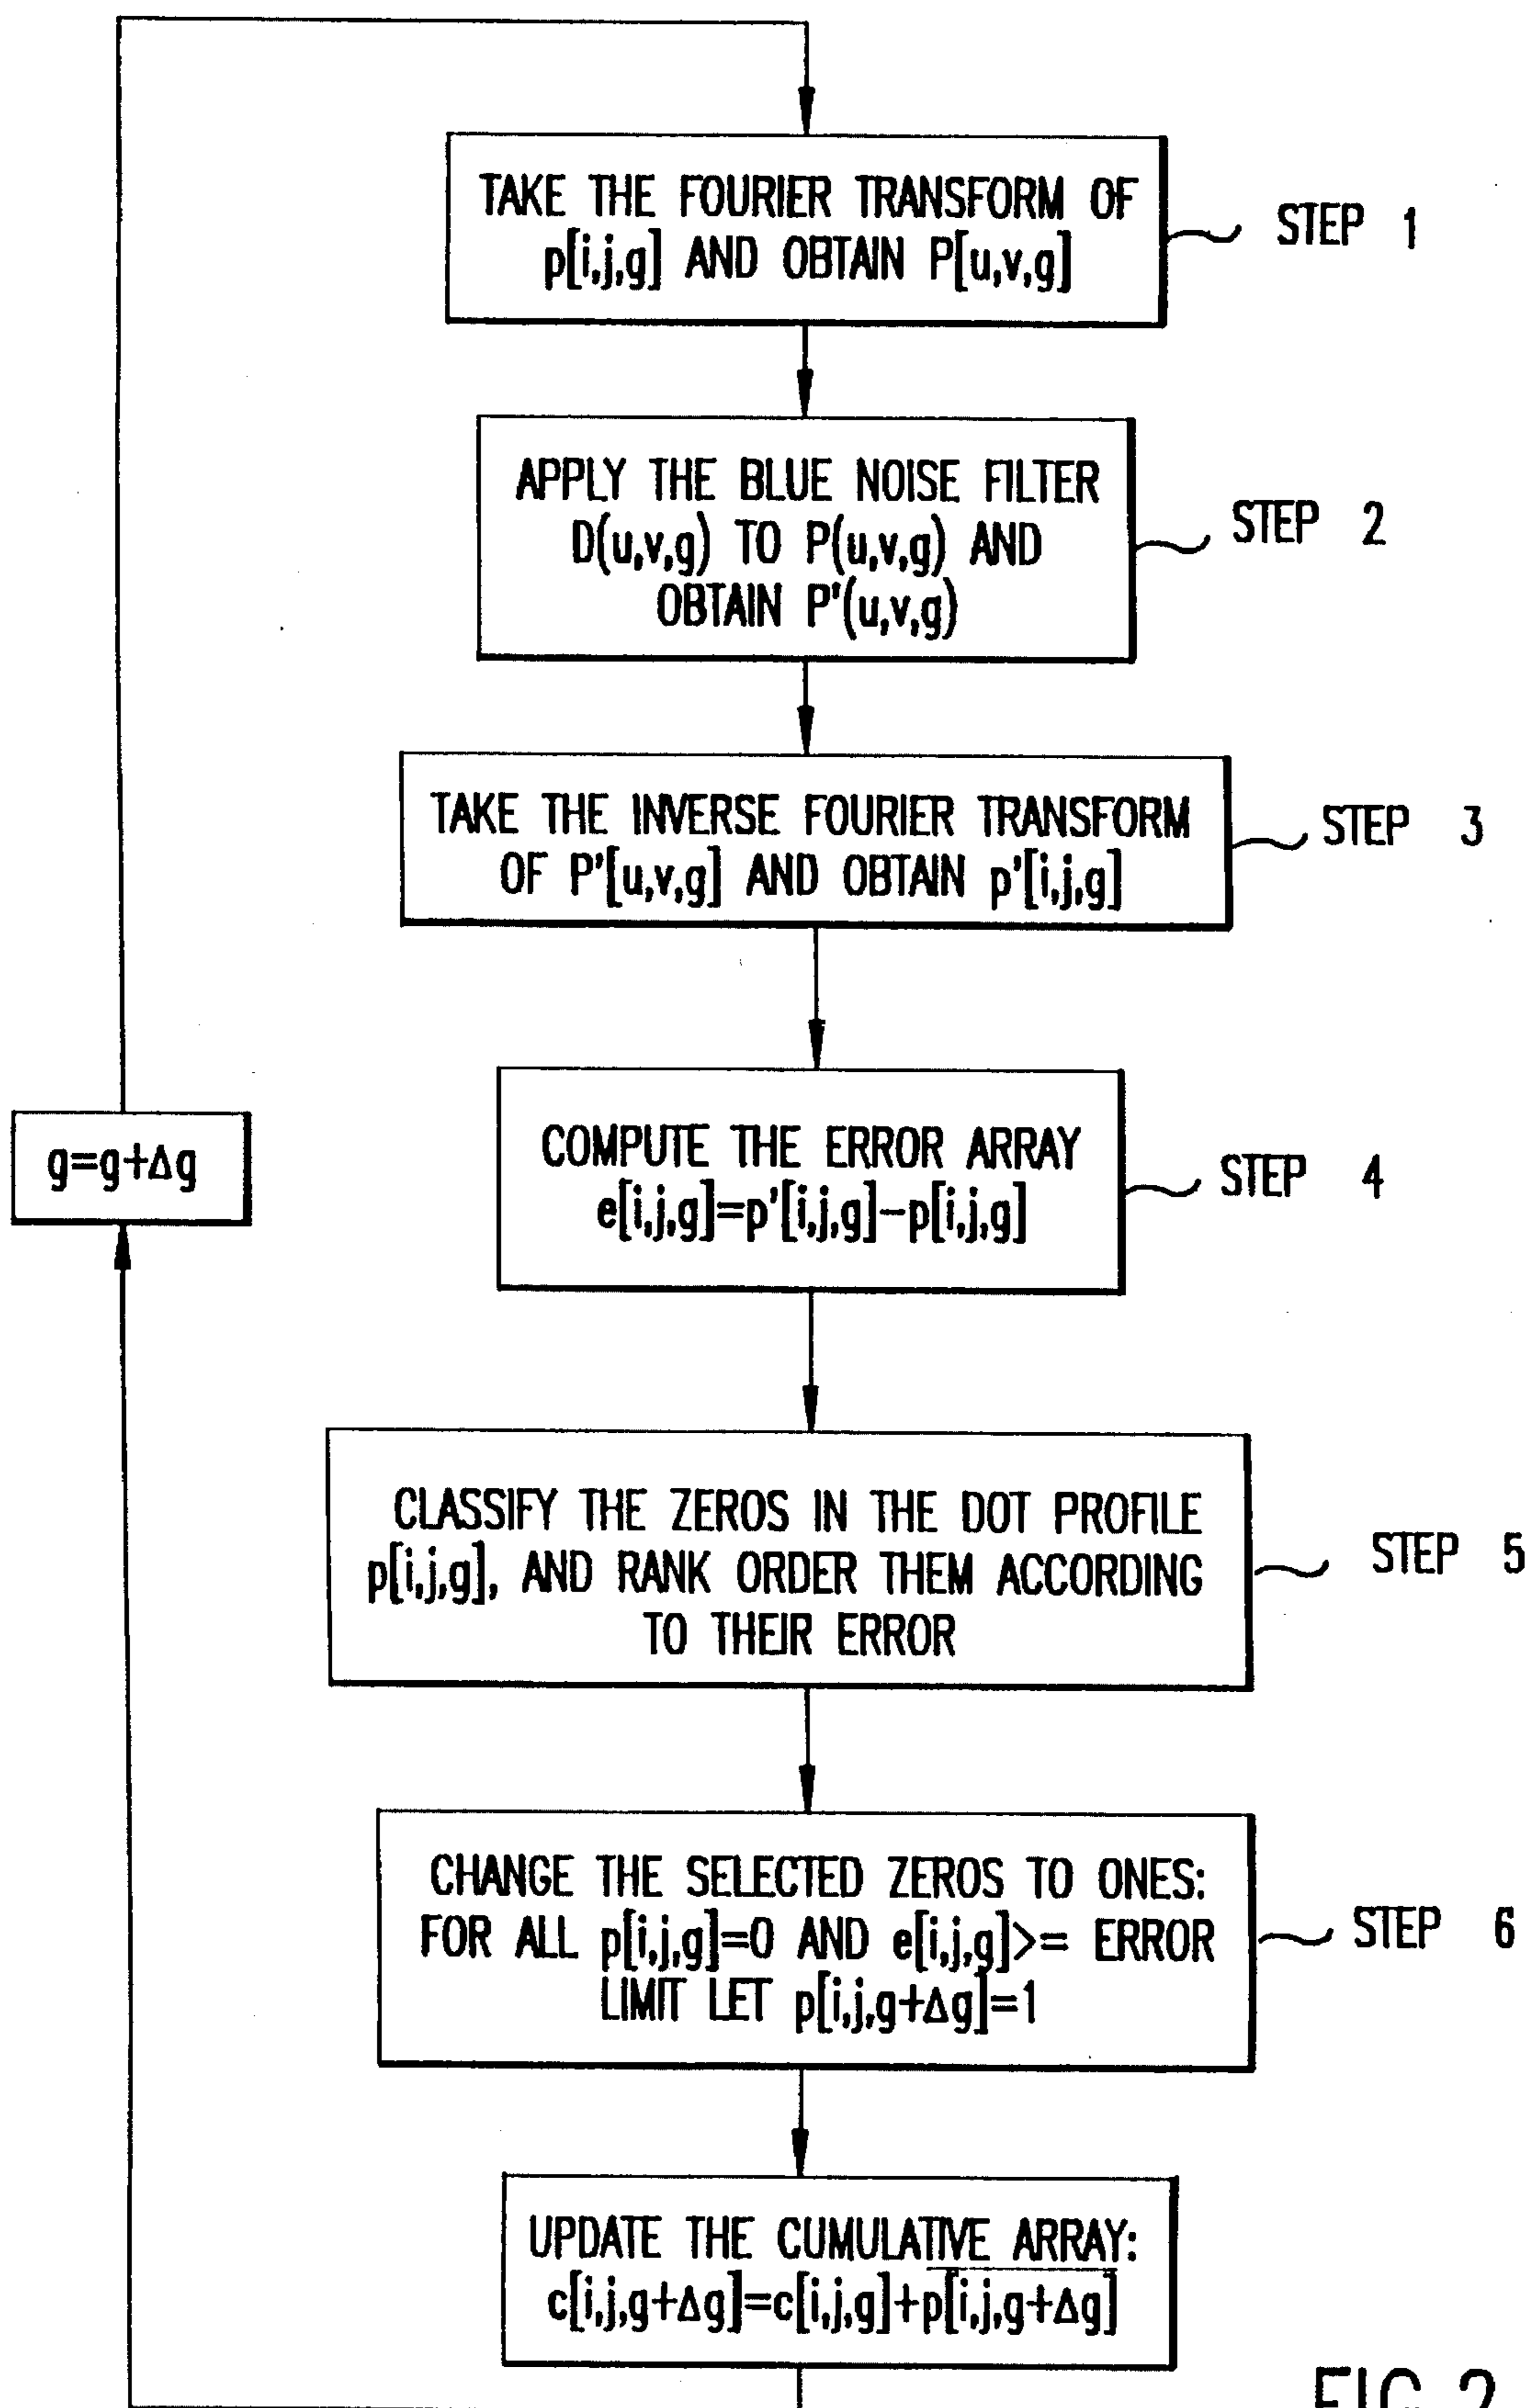 TAKE THE FOURIER TRANSFORM OF
p[i,j,g] AND OBTAIN P[u,v,g]
STEP 1
APPLY THE BLUE NOISE FILTER
D(u,v,g) TO P(u,v,g) AND
OBTAIN P'(u,v,g)
STEP 2
TAKE THE INVERSE FOURIER TRANSFORM
OF P'[u,v,g] AND OBTAIN p'[i,j,g]
STEP 3
g=g+Δg
COMPUTE THE ERROR ARRAY
e[i,j,g]=p'[i,j,g]−p[i,j,g]
STEP 4
CLASSIFY THE ZEROS IN THE DOT PROFILE
p[i,j,g], AND RANK ORDER THEM ACCORDING
TO THEIR ERROR
STEP 5
CHANGE THE SELECTED ZEROS TO ONES:
FOR ALL p[i,j,g]=0 AND e[i,j,g]>= ERROR
LIMIT LET p[i,j,g+Δg]=1
STEP 6
UPDATE THE CUMULATIVE ARRAY:
c[i,j,g+Δg]=c[i,j,g]+p̅[̅i̅,̅j̅,̅g̅+̅Δ̅g̅]̅
FIG.2